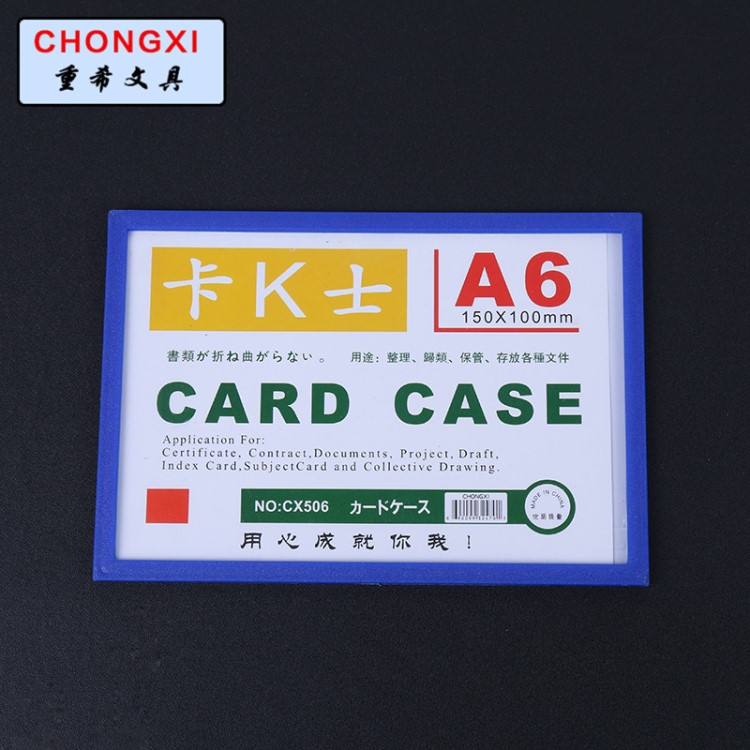 CHONGXI
重希文具
卡K士
A6
150X100mm
書類が折ね曲がらない。 用途：整理、歸類、保管、存放各種文件
CARD CASE
Application For:
Certificate, Contract,Documents, Project, Draft,
Index Card,SubjectCard and Collective Drawing.
NO:CX506 カードケース
CHONGXI
MADE IN CHINA
用心成就你我！